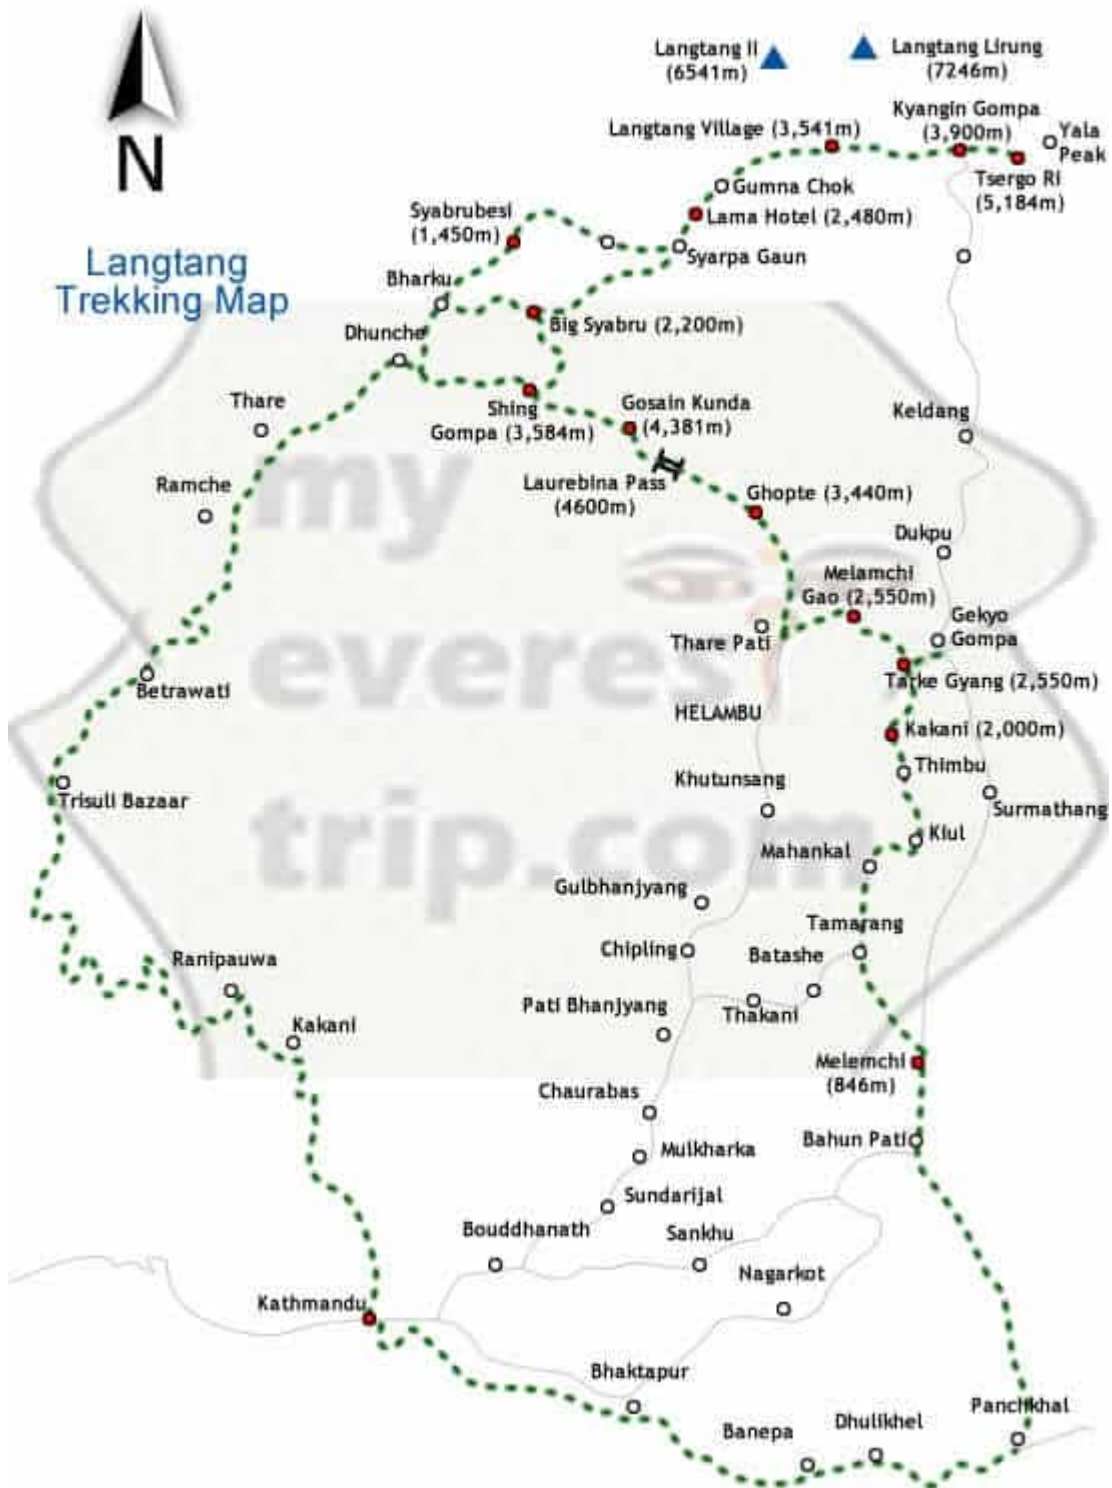 Langtang II
(6541m)
Langtang Lirung
(7246m)
Kyangin Gompa
(3,900m)
Yala
Peak
Langtang Village (3,541m)
Tsergo Ri
(5,184m)
N
Gumna Chok
Syabrubesi
(1,450m)
Lama Hotel (2,480m)
Langtang
Trekking Map
Syarpa Gaun
Bharku
Big Syabru (2,200m)
Dhunche
Thare
Shing
Gompa (3,584m)
Gosain Kunda
(4,381m)
Keldang
Ramche
Laurebina Pass
(4600m)
Ghopte (3,440m)
my
Dukpu
Melamchi
Gao (2,550m)
Gekyo
Gompa
Thare Pati
everest
Betrawati
Tarke Gyang (2,550m)
HELAMBU
Kakani (2,000m)
Khutunsang
Thimbu
Trisuli Bazaar
Surmathang
trip.com
Kiul
Mahankal
Gulbhanjyang
Tamarang
Chipling
Batashe
Ranipauwa
Pati Bhanjyang
Thakani
Kakani
Melemchi
(846m)
Chaurabas
Bahun Pati
Mulkharka
Sundarijal
Bouddhanath
Sankhu
Nagarkot
Kathmandu
Bhaktapur
Panchkhal
Banepa
Dhulikhel